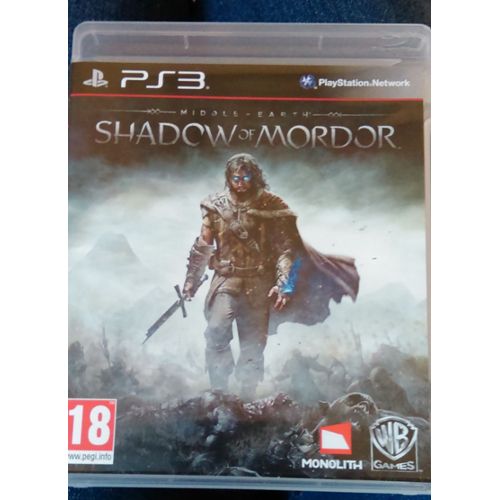 PS3
PlayStation.Network
MIDDLE-EARTH
SHADOW OF MORDOR
18
www.pegi.info
MONOLITH
WB
GAMES